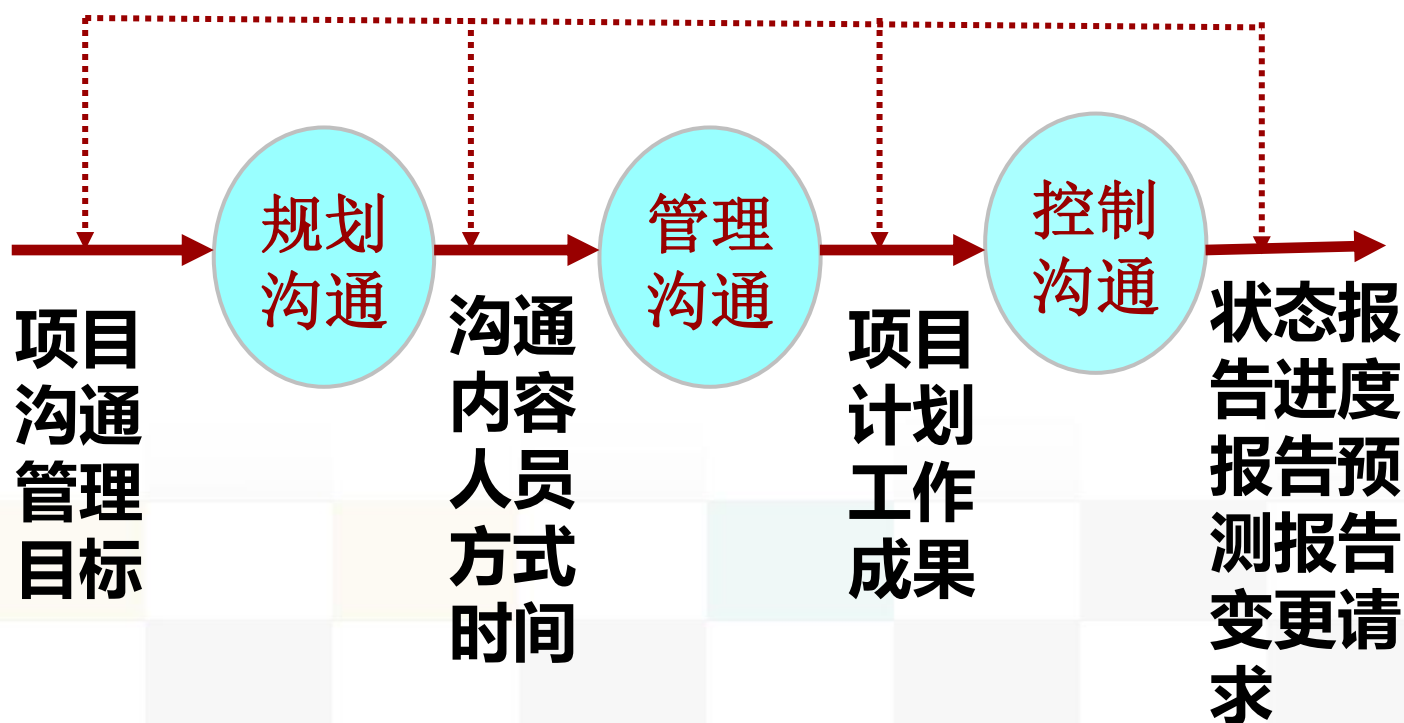 规划
沟通
管理
沟通
控制
沟通
项目
沟通
管理
目标
沟通
内容
人员
方式
时间
项目
计划
工作
成果
状态报
告进度
报告预
测报告
变更请
求